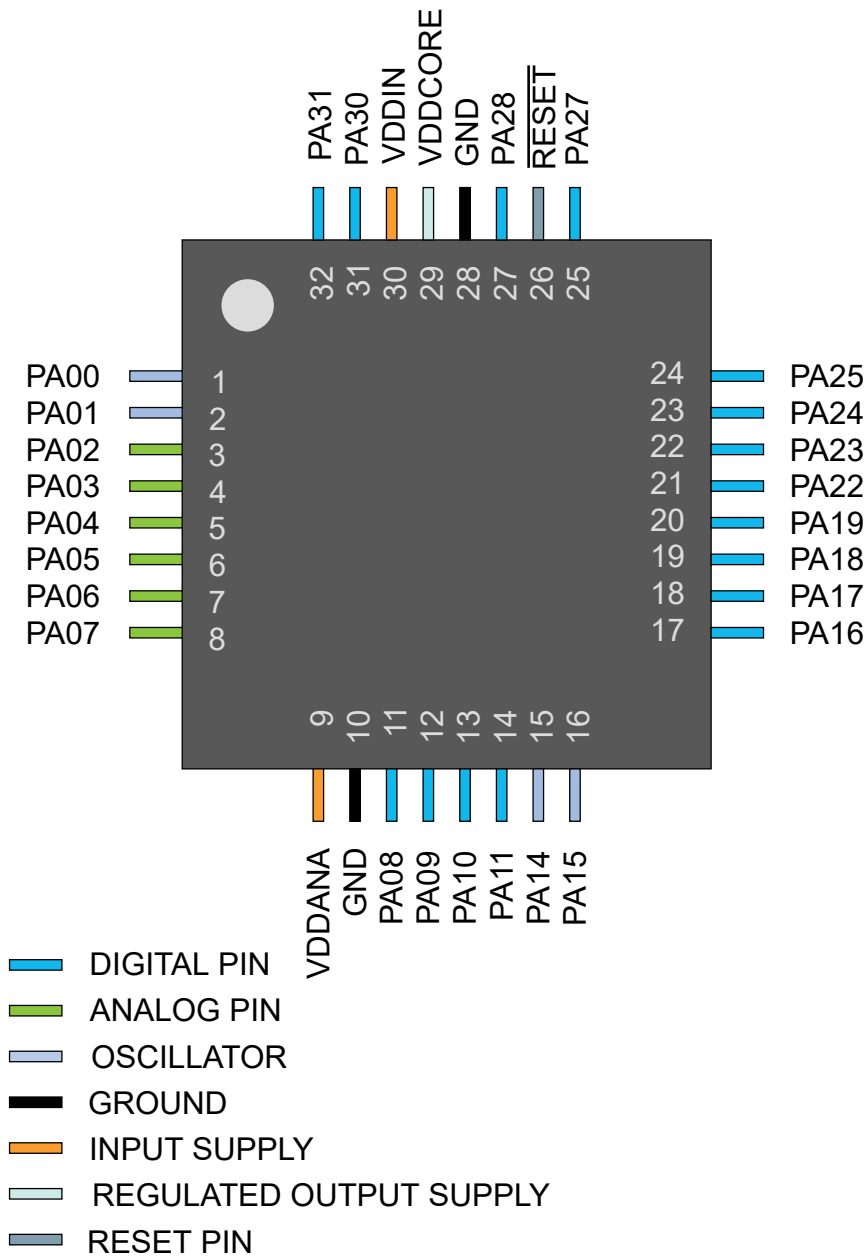 PA31
PA30
VDDIN
VDDCORE
GND
PA28
RESET
PA27
32
31
30
29
28
27
26
25
PA00 1
PA01 2
PA02 3
PA03 4
PA04 5
PA05 6
PA06 7
PA07 8
24 PA25
23 PA24
22 PA23
21 PA22
20 PA19
19 PA18
18 PA17
17 PA16
9
10
11
12
13
14
15
16
VDDANA
GND
PA08
PA09
PA10
PA11
PA14
PA15
DIGITAL PIN
ANALOG PIN
OSCILLATOR
GROUND
INPUT SUPPLY
REGULATED OUTPUT SUPPLY
RESET PIN